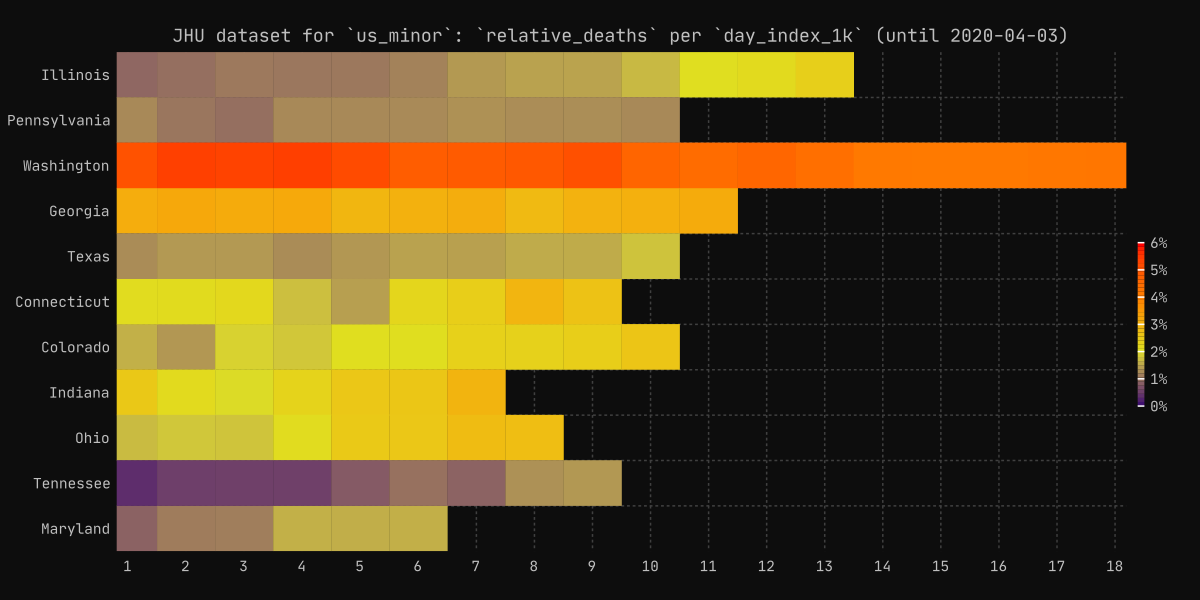 JHU dataset for `us_minor`: `relative_deaths` per `day_index_1k` (until 2020-04-03)
Illinois
Pennsylvania
Washington
Georgia
Texas
Connecticut
Colorado
Indiana
Ohio
Tennessee
Maryland
1 2 3 4 5 6 7 8 9 10 11 12 13 14 15 16 17 18
6%
5%
4%
3%
2%
1%
0%